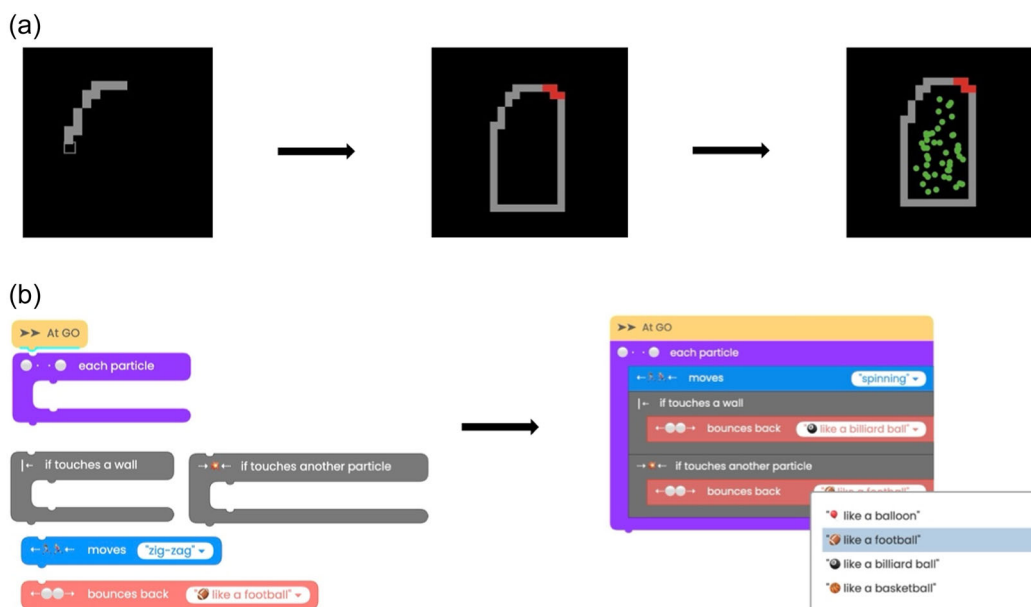 (a)
(b)
At GO
each particle
if touches a wall
if touches another particle
moves "zig-zag"
bounces back "like a football"
At GO
each particle
moves "spinning"
if touches a wall
bounces back "like a billiard ball"
if touches another particle
bounces back "like a football"
"like a balloon"
"like a football"
"like a billiard ball"
"like a basketball"